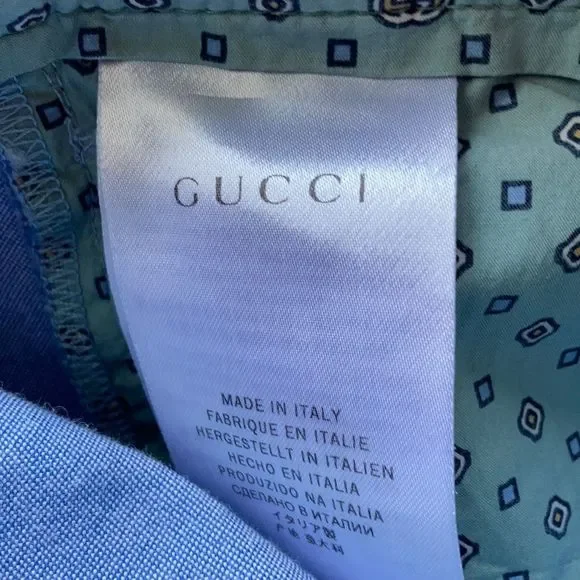 GUCCI
MADE IN ITALY
FABRIQUE EN ITALIE
HERGESTELLT IN ITALIEN
HECHO EN ITALIA
PRODUZIDO NA ITALIA
СДЕЛАНО В ИТАЛИИ
イタリア製